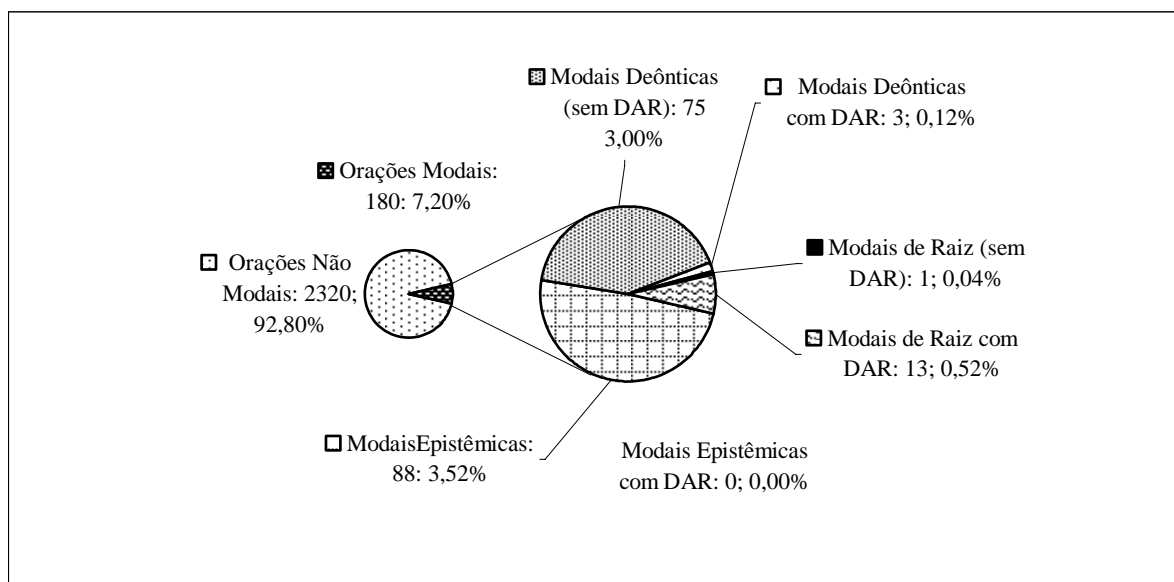 Modais Deônticas
(sem DAR): 75
3,00%
Modais Deônticas
com DAR: 3; 0,12%
Orações Modais:
180: 7,20%
Orações Não
Modais: 2320;
92,80%
Modais de Raiz (sem
DAR): 1; 0,04%
Modais de Raiz com
DAR: 13; 0,52%
ModaisEpistêmicas:
88: 3,52%
Modais Epistêmicas
com DAR: 0; 0,00%